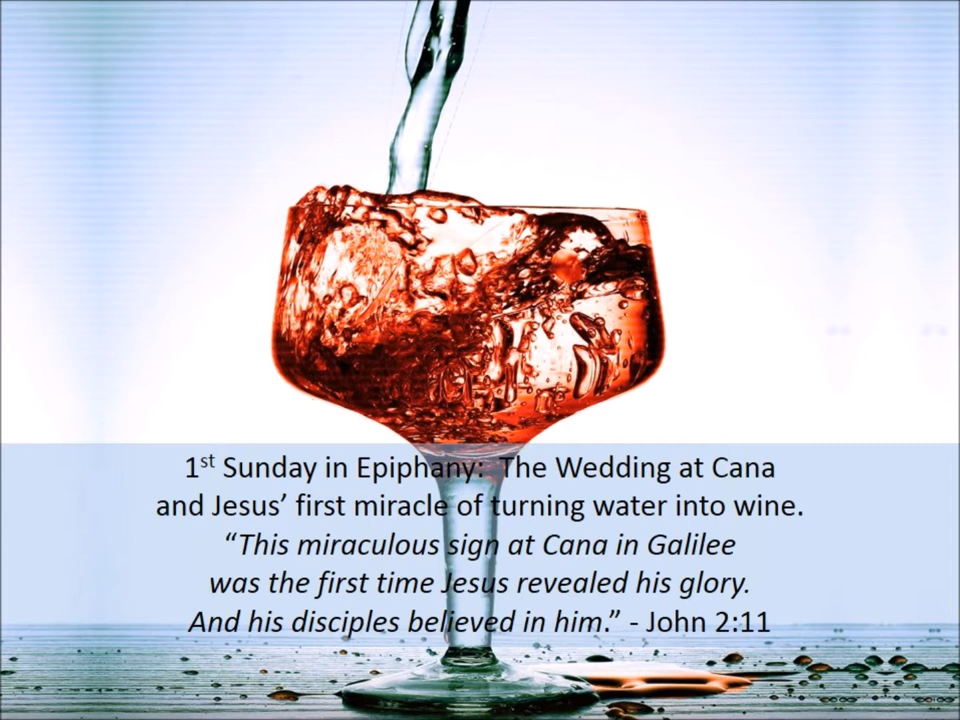 1st Sunday in Epiphany:  The Wedding at Cana
and Jesus’ first miracle of turning water into wine.
“This miraculous sign at Cana in Galilee
was the first time Jesus revealed his glory.
And his disciples believed in him.” - John 2:11